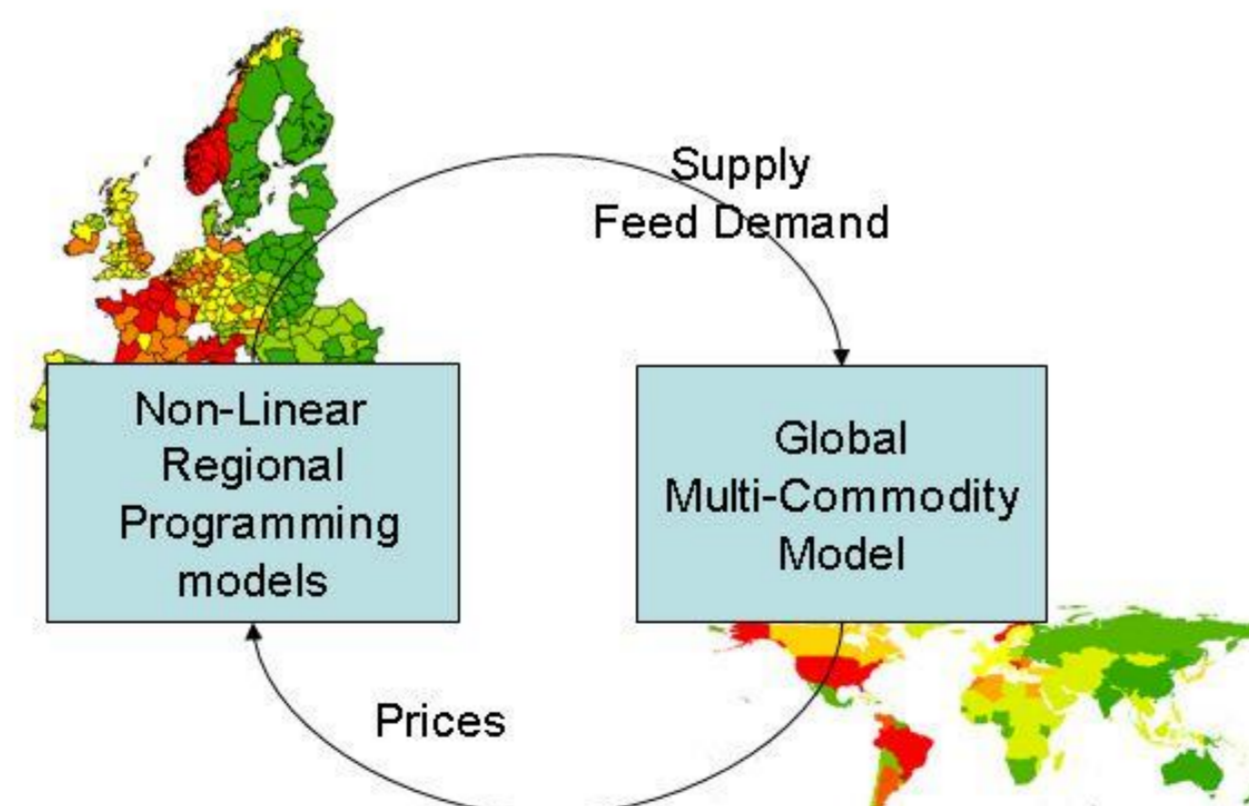 Supply
Feed Demand
Non-Linear
Regional
Programming
models
Global
Multi-Commodity
Model
Prices